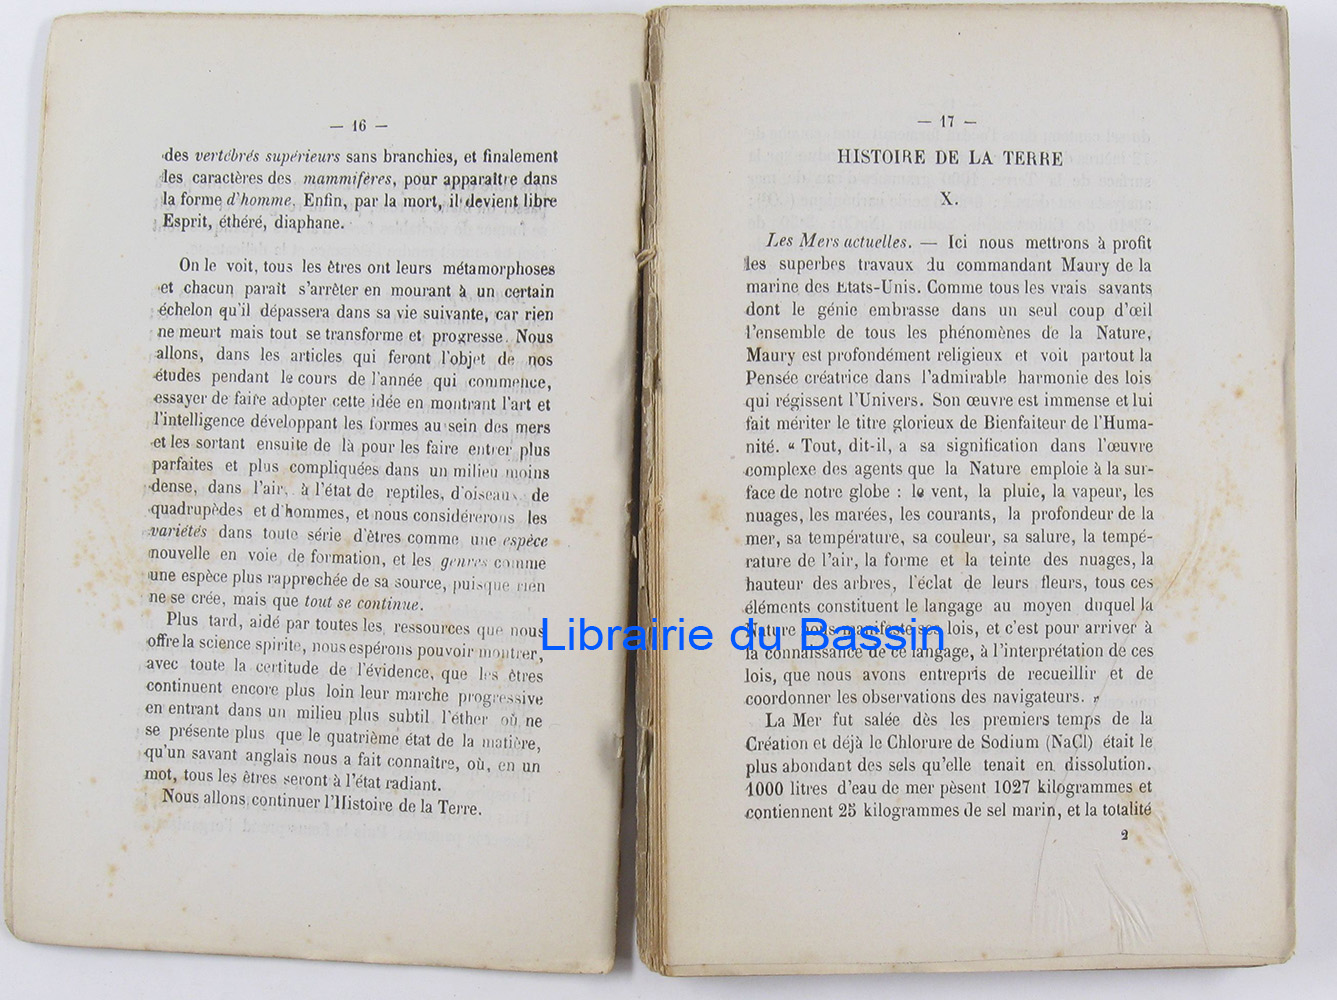 — 16 —
des vertébrés supérieurs sans branchies, et finalement
les caractères des mammifères, pour apparaître dans
la forme d'homme, Enfin, par la mort, il devient libre
Esprit, éthéré, diaphane.
On le voit, tous les êtres ont leurs métamorphoses
et chacun paraît s'arrêter en mourant à un certain
échelon qu'il dépassera dans sa vie suivante, car rien
ne meurt mais tout se transforme et progresse. Nous
allons, dans les articles qui feront l'objet de nos
études pendant le cours de l'année qui commence,
essayer de faire adopter cette idée en montrant l'art et
l'intelligence développant les formes au sein des mers
et les sortant ensuite de là pour les faire entrer plus
parfaites et plus compliquées dans un milieu moins
dense, dans l'air, à l'état de reptiles, d'oiseaux, de
quadrupèdes et d'hommes, et nous considérerons les
variétés dans toute série d'êtres comme une espèce
nouvelle en voie de formation, et les genres comme
une espèce plus rapprochée de sa source, puisque rien
ne se crée, mais que tout se continue.
Plus tard, aidé par toutes les ressources que nous
offre la science spirite, nous espérons pouvoir montrer,
avec toute la certitude de l'évidence, que les êtres
continuent encore plus loin leur marche progressive
en entrant dans un milieu plus subtil l'éther où ne
se présente plus que le quatrième état de la matière,
qu'un savant anglais nous a fait connaître, où, en un
mot, tous les êtres seront à l'état radiant.
Nous allons continuer l'Histoire de la Terre.
— 17 —
HISTOIRE DE LA TERRE
X.
Les Mers actuelles. — Ici nous mettrons à profit
les superbes travaux du commandant Maury de la
marine des Etats-Unis. Comme tous les vrais savants
dont le génie embrasse dans un seul coup d'œil
l'ensemble de tous les phénomènes de la Nature,
Maury est profondément religieux et voit partout la
Pensée créatrice dans l'admirable harmonie des lois
qui régissent l'Univers. Son œuvre est immense et lui
fait mériter le titre glorieux de Bienfaiteur de l'Huma-
nité. « Tout, dit-il, a sa signification dans l'œuvre
complexe des agents que la Nature emploie à la sur-
face de notre globe : le vent, la pluie, la vapeur, les
nuages, les marées, les courants, la profondeur de la
mer, sa température, sa couleur, sa salure, la tempé-
rature de l'air, la forme et la teinte des nuages, la
hauteur des arbres, l'éclat de leurs fleurs, tous ces
éléments constituent le langage au moyen duquel la
Nature nous manifeste ses lois, et c'est pour arriver à
la connaissance de ce langage, à l'interprétation de ces
lois, que nous avons entrepris de recueillir et de
coordonner les observations des navigateurs. »
La Mer fut salée dès les premiers temps de la
Création et déjà le Chlorure de Sodium (NaCl) était le
plus abondant des sels qu'elle tenait en dissolution.
1000 litres d'eau de mer pèsent 1027 kilogrammes et
contiennent 25 kilogrammes de sel marin, et la totalité
2
Librairie du Bassin